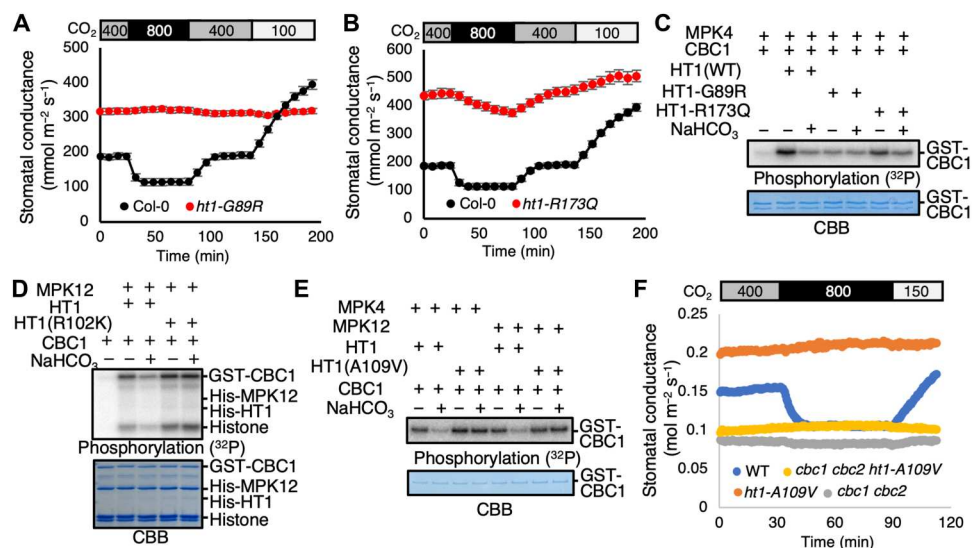 A
CO2 400 800 400 100
Stomatal conductance
(mmol m−2 s−1)
500
400
300
200
100
0
Col-0 ht1-G89R
0 50 100 150 200
Time (min)
B
CO2 400 800 400 100
Stomatal conductance
(mmol m−2 s−1)
600
500
400
300
200
100
0
Col-0 ht1-R173Q
0 50 100 150 200
Time (min)
C
MPK4 + + + + + + +
CBC1 + + + + + + +
HT1(WT) + +
HT1-G89R + +
HT1-R173Q + +
NaHCO3 − − + − + − +
GST-
CBC1
Phosphorylation (32P)
GST-
CBC1
CBB
D
MPK12 + + + +
HT1 + +
HT1(R102K) + +
CBC1 + + + + +
NaHCO3 − − + − +
GST-CBC1
His-MPK12
His-HT1
Histone
Phosphorylation (32P)
GST-CBC1
His-MPK12
His-HT1
Histone
CBB
E
MPK4 + + + +
MPK12 + + + +
HT1 + + + +
HT1(A109V) + + + +
CBC1 + + + + + + + +
NaHCO3 − + − + − + − +
GST-
CBC1
Phosphorylation (32P)
GST-
CBC1
CBB
F
CO2 400 800 150
Stomatal conductance
(mol m−2 s−1)
0.25
0.2
0.15
0.1
0.05
0
WT cbc1 cbc2 ht1-A109V
ht1-A109V cbc1 cbc2
0 30 60 90 120
Time (min)